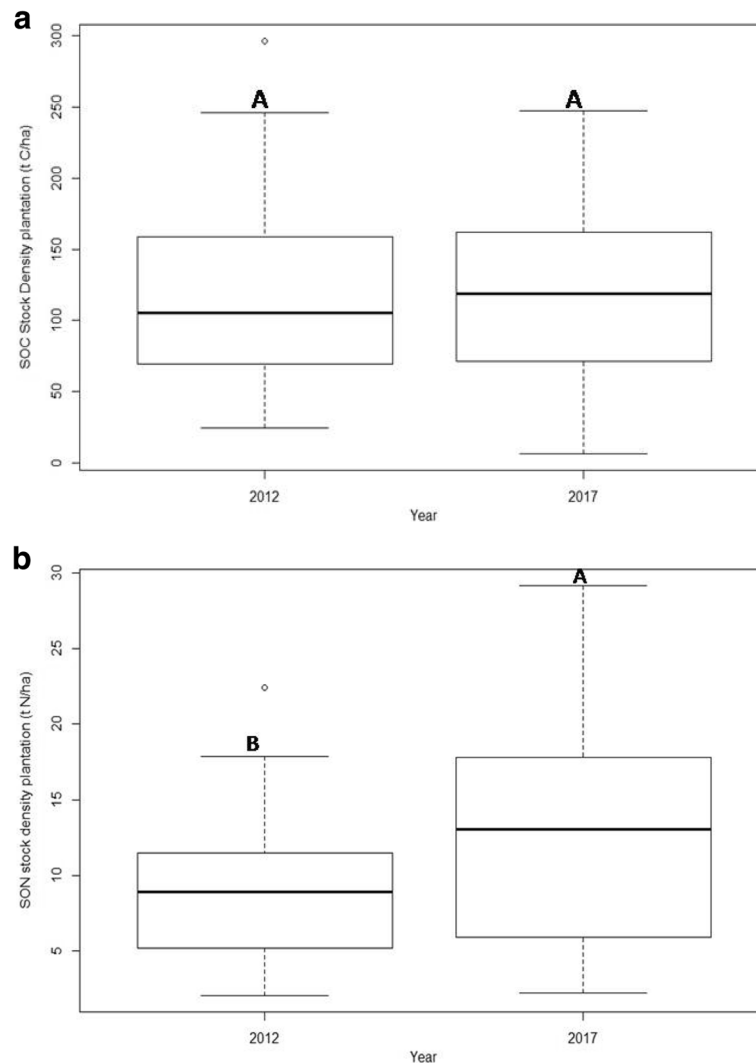 a
SOC Stock Density plantation (t C/ha)
300
250
200
150
100
50
0
A
A
2012
2017
Year
b
SON stock density plantation (t N/ha)
30
25
20
15
10
5
B
A
2012
2017
Year